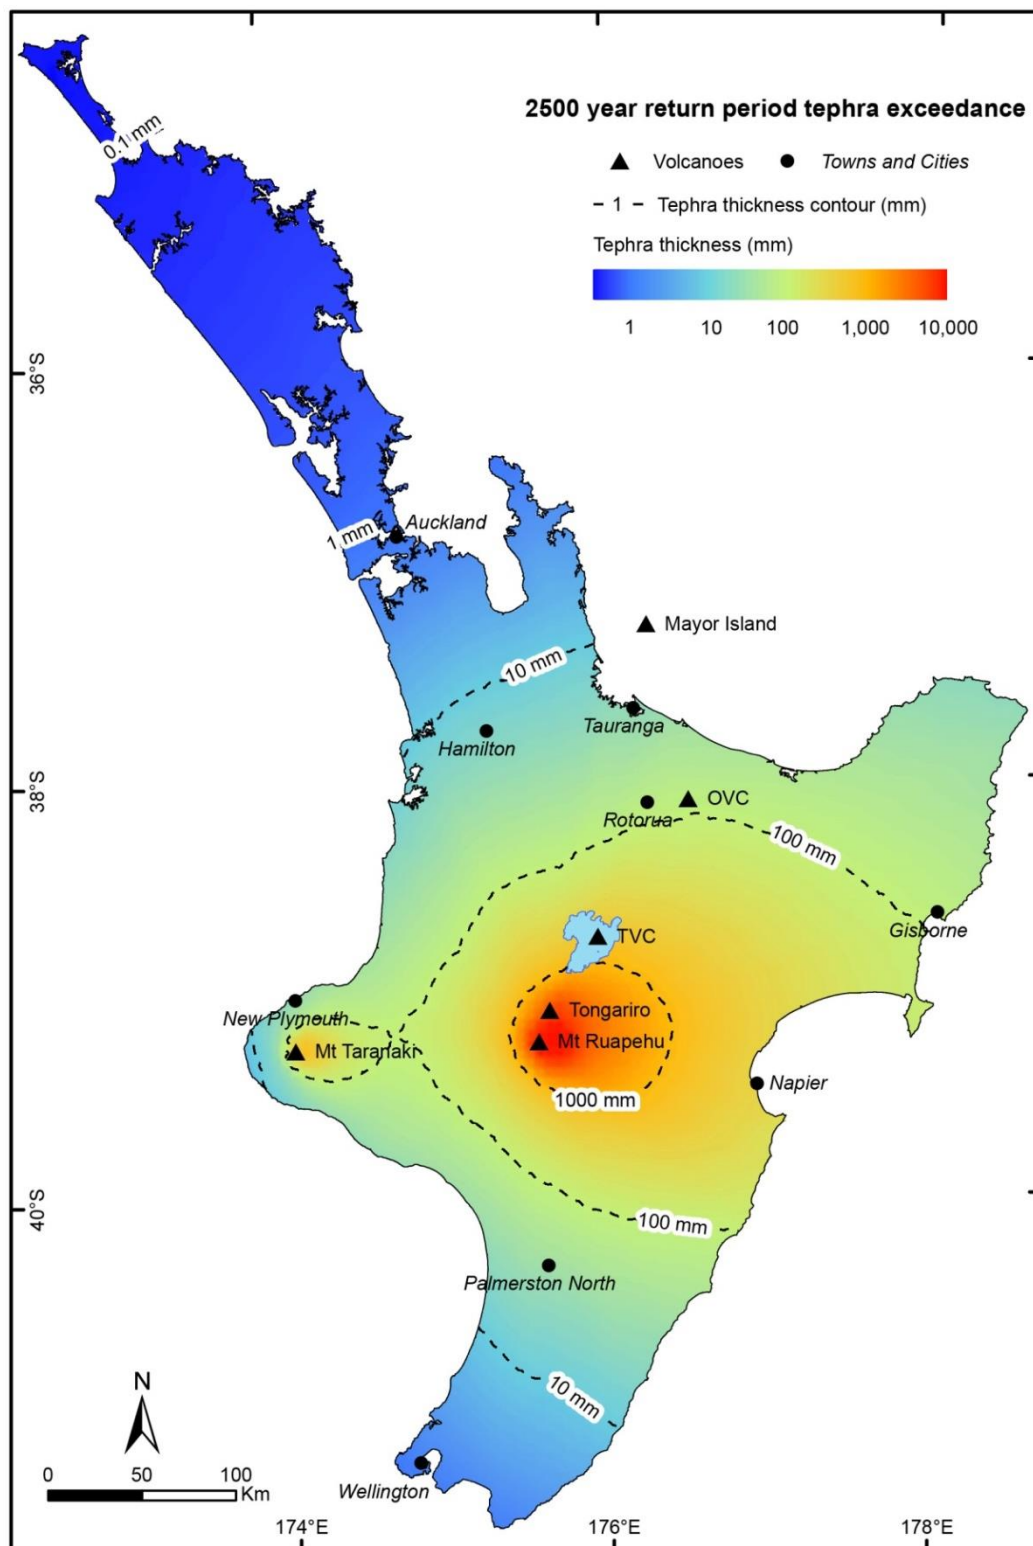 2500 year return period tephra exceedance
Volcanoes
Towns and Cities
- 1 - Tephra thickness contour (mm)
Tephra thickness (mm)
1 10 100 1,000 10,000
0.1 mm
36°S
1 mm
Auckland
Mayor Island
10 mm
Tauranga
Hamilton
38°S
OVC
Rotorua
100 mm
Gisborne
TVC
New Plymouth
Tongariro
Mt Taranaki
Mt Ruapehu
Napier
1000 mm
40°S
100 mm
Palmerston North
N
10 mm
0 50 100
Km
Wellington
174°E 176°E 178°E